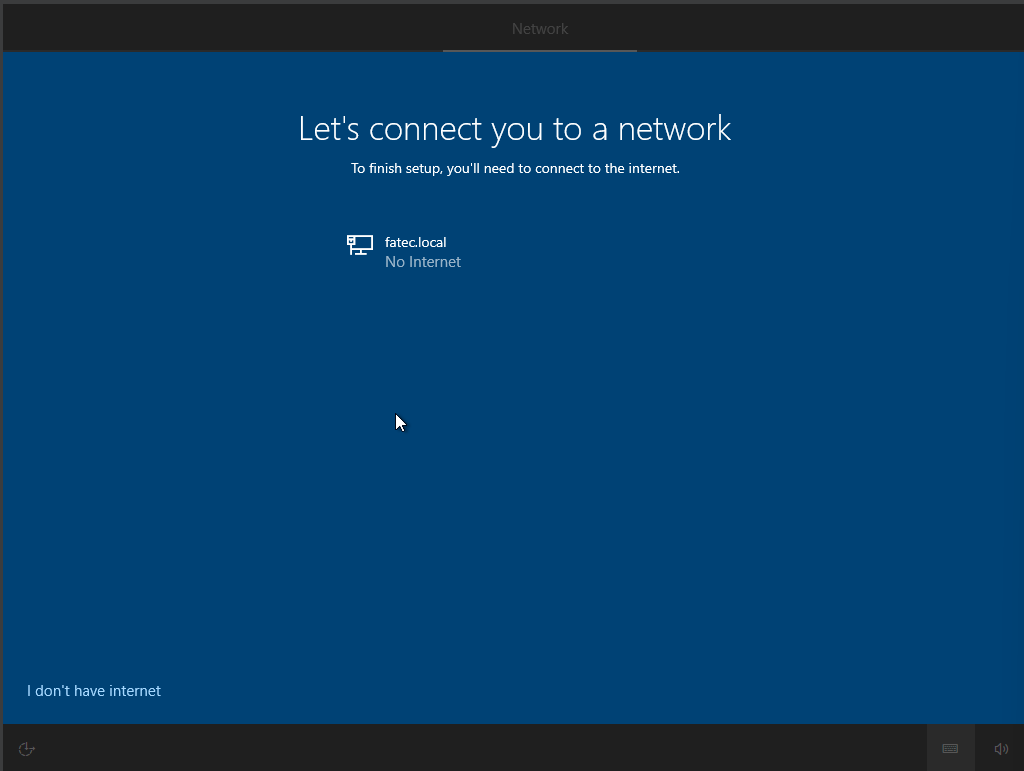 Network
Let's connect you to a network
To finish setup, you'll need to connect to the internet.
fatec.local
No Internet
I don't have internet